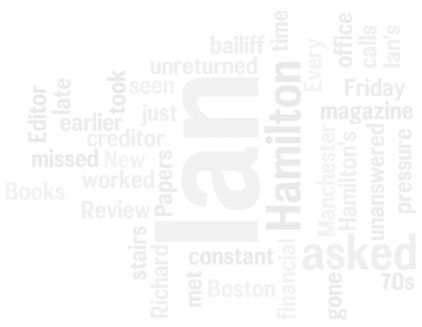 bailiff
time
Every
office
calls
Ian's
unreturned
Editor
late
took
seen
Friday
earlier
just
magazine
creditor
Ian
Hamilton
missed
New
Papers
Manchester
Hamilton's
unanswered
pressure
worked
Books
Review
stairs
Richard
constant
asked
met
Boston
financial
gone
70s